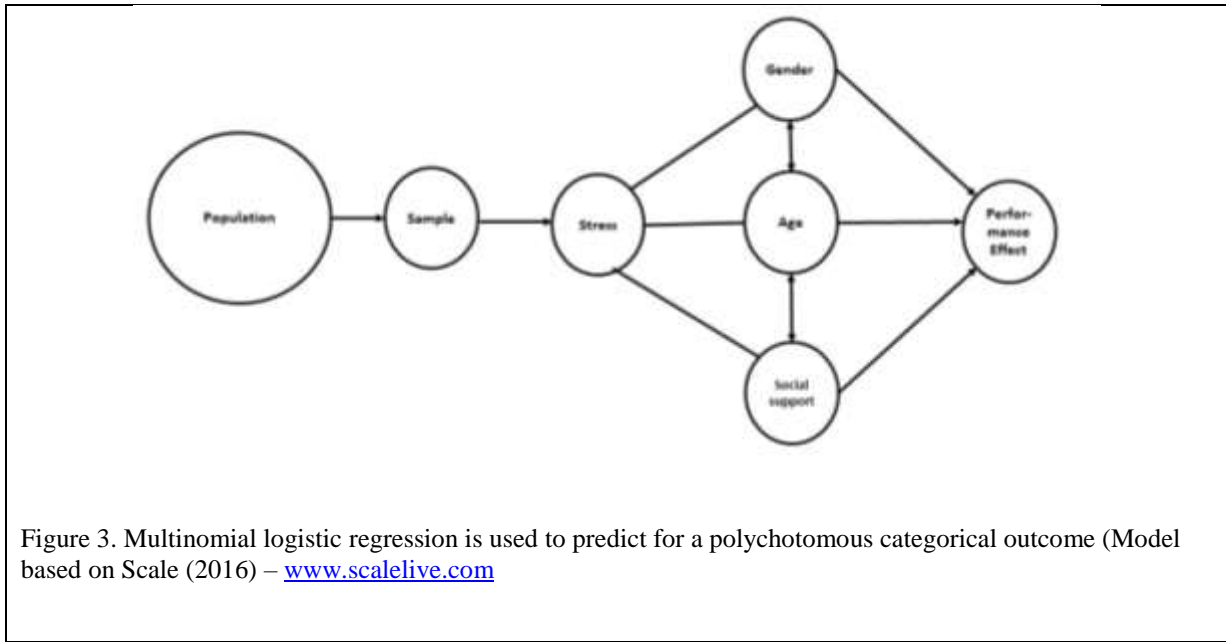 Gender
Population
Sample
Stress
Age
Perfor-
mance
Effect
Social
support
Figure 3. Multinomial logistic regression is used to predict for a polychotomous categorical outcome (Model
based on Scale (2016) – www.scalelive.com